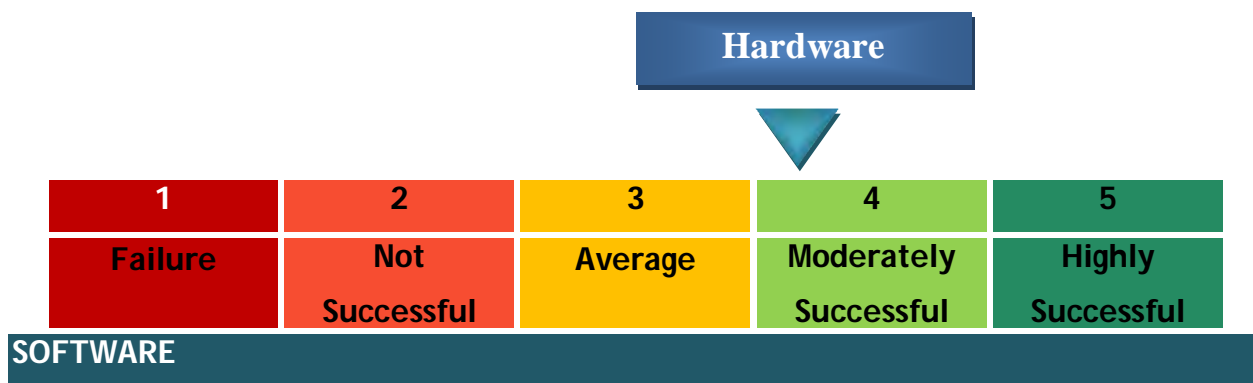 Hardware
1 2 3 4 5
Failure Not Average Moderately Highly
Successful Successful Successful
SOFTWARE